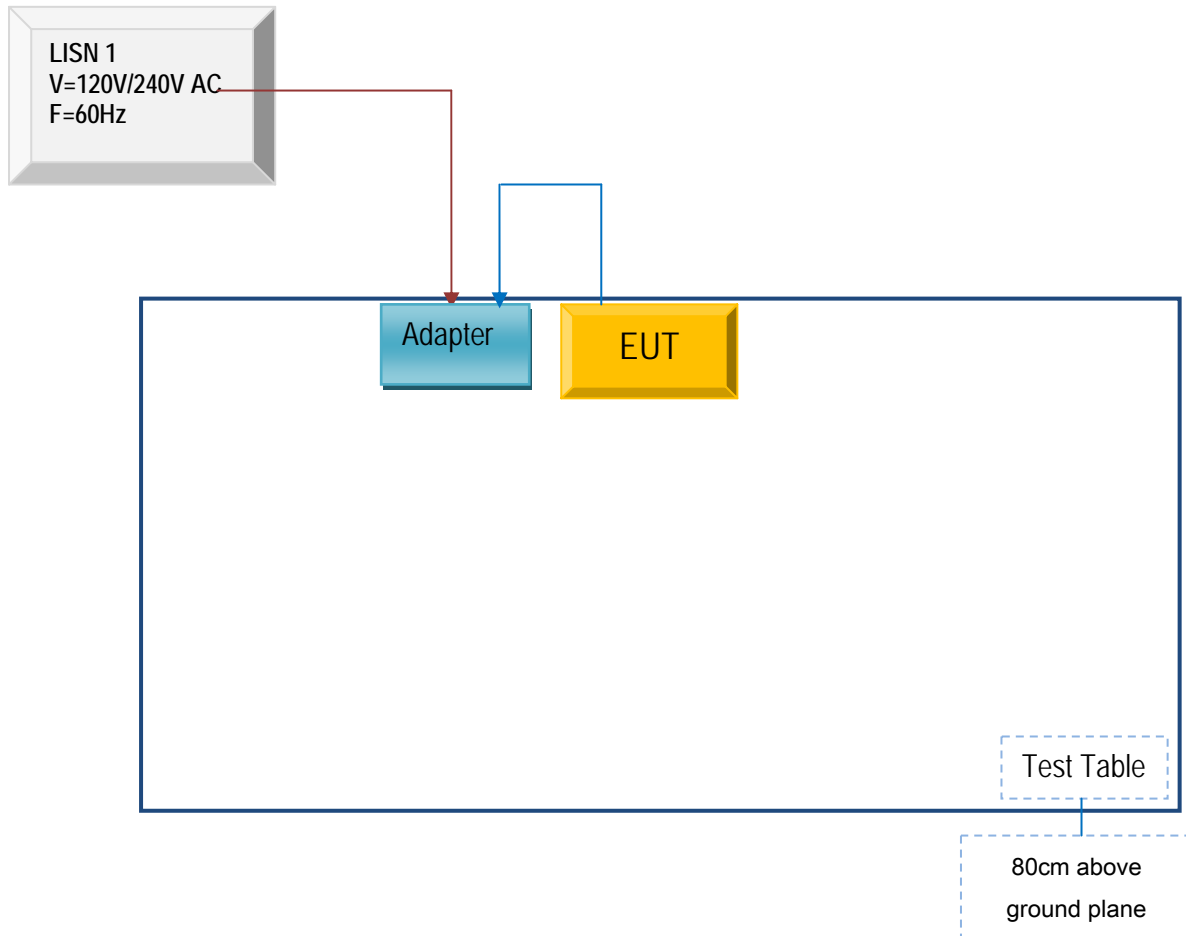 LISN 1
V=120V/240V AC
F=60Hz
Adapter
EUT
Test Table
80cm above
ground plane